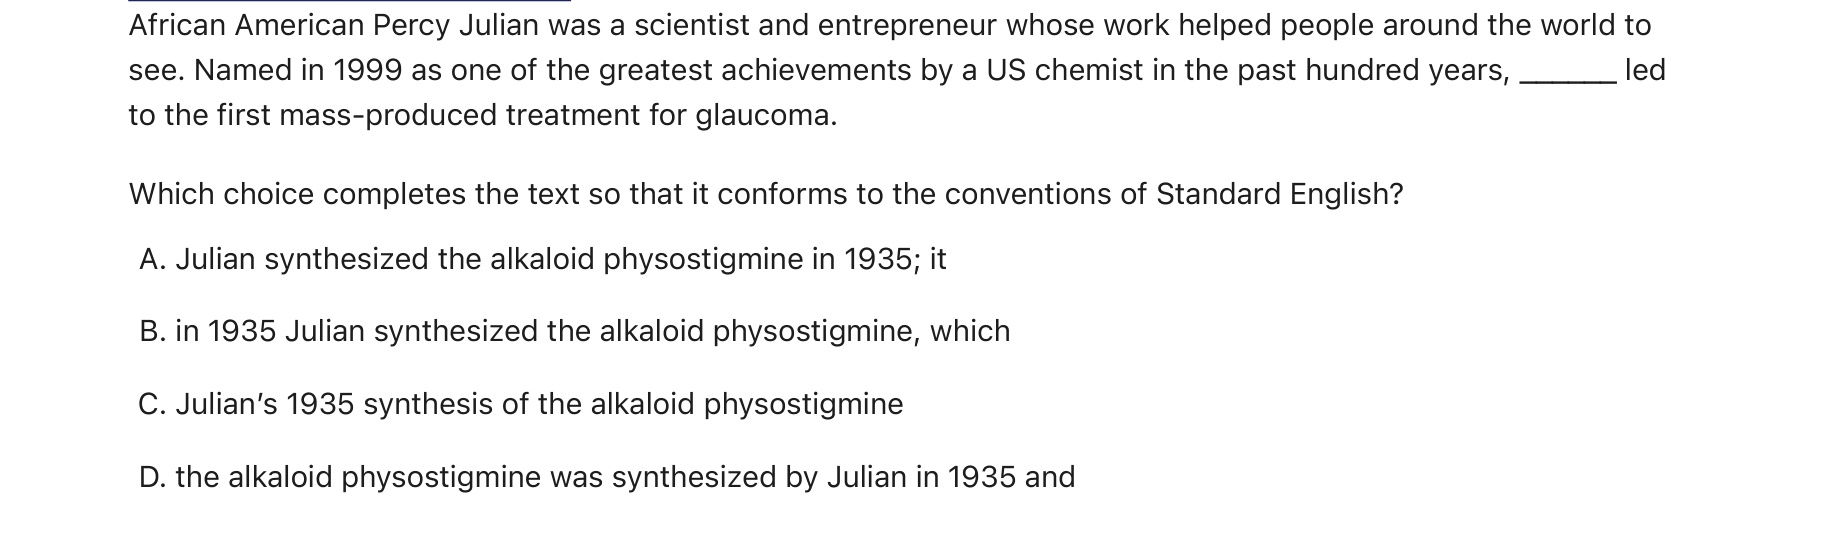 African American Percy Julian was a scientist and entrepreneur whose work helped people around the world to
see. Named in 1999 as one of the greatest achievements by a US chemist in the past hundred years, ______ led
to the first mass-produced treatment for glaucoma.
Which choice completes the text so that it conforms to the conventions of Standard English?
A. Julian synthesized the alkaloid physostigmine in 1935; it
B. in 1935 Julian synthesized the alkaloid physostigmine, which
C. Julian’s 1935 synthesis of the alkaloid physostigmine
D. the alkaloid physostigmine was synthesized by Julian in 1935 and